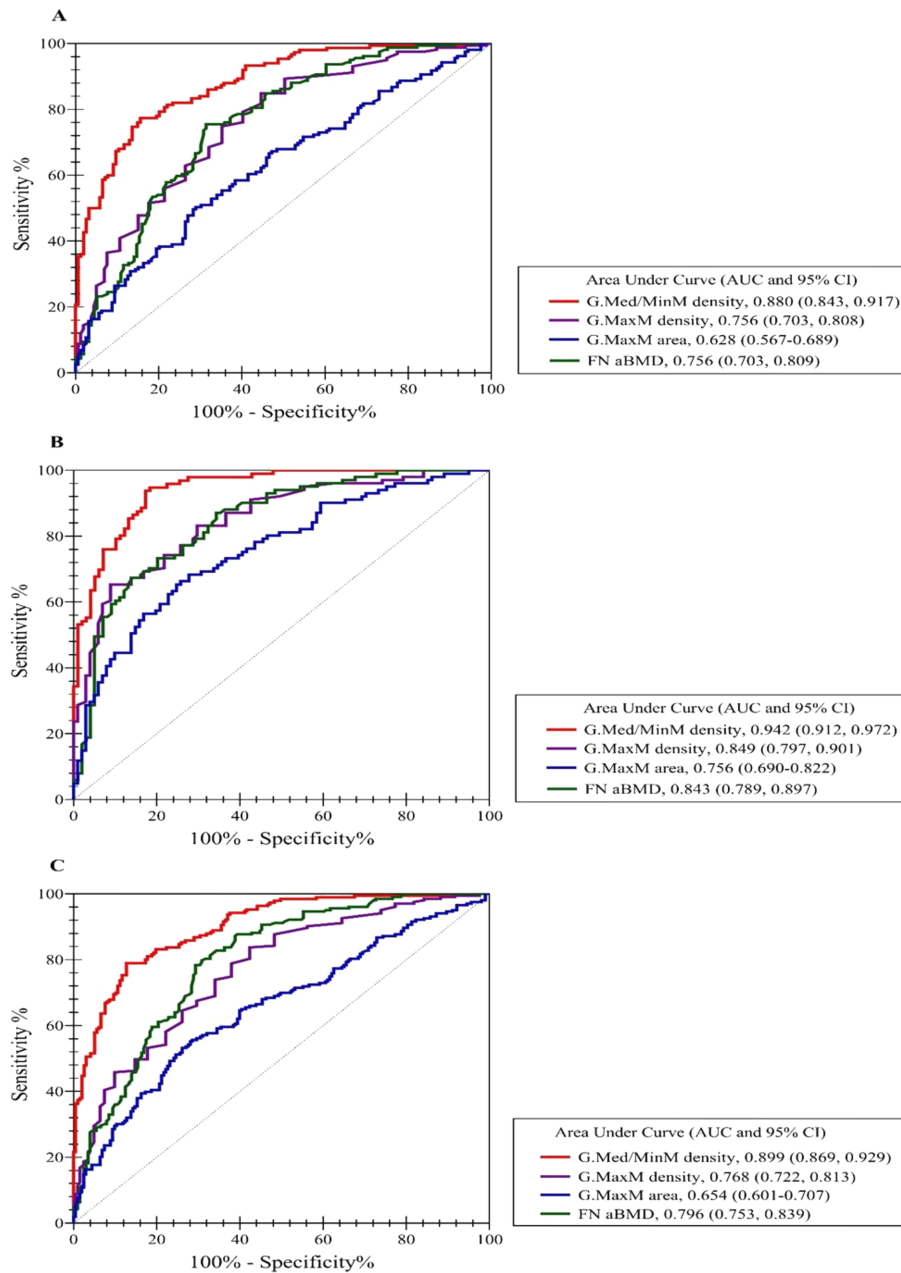 A
100
80
60
40
20
0
Sensitivity %
0 20 40 60 80 100
100% - Specificity%
Area Under Curve (AUC and 95% CI)
G.Med/MinM density, 0.880 (0.843, 0.917)
G.MaxM density, 0.756 (0.703, 0.808)
G.MaxM area, 0.628 (0.567-0.689)
FN aBMD, 0.756 (0.703, 0.809)
B
100
80
60
40
20
0
Sensitivity %
0 20 40 60 80 100
100% - Specificity%
Area Under Curve (AUC and 95% CI)
G.Med/MinM density, 0.942 (0.912, 0.972)
G.MaxM density, 0.849 (0.797, 0.901)
G.MaxM area, 0.756 (0.690-0.822)
FN aBMD, 0.843 (0.789, 0.897)
C
100
80
60
40
20
0
Sensitivity %
0 20 40 60 80 100
100% - Specificity%
Area Under Curve (AUC and 95% CI)
G.Med/MinM density, 0.899 (0.869, 0.929)
G.MaxM density, 0.768 (0.722, 0.813)
G.MaxM area, 0.654 (0.601-0.707)
FN aBMD, 0.796 (0.753, 0.839)